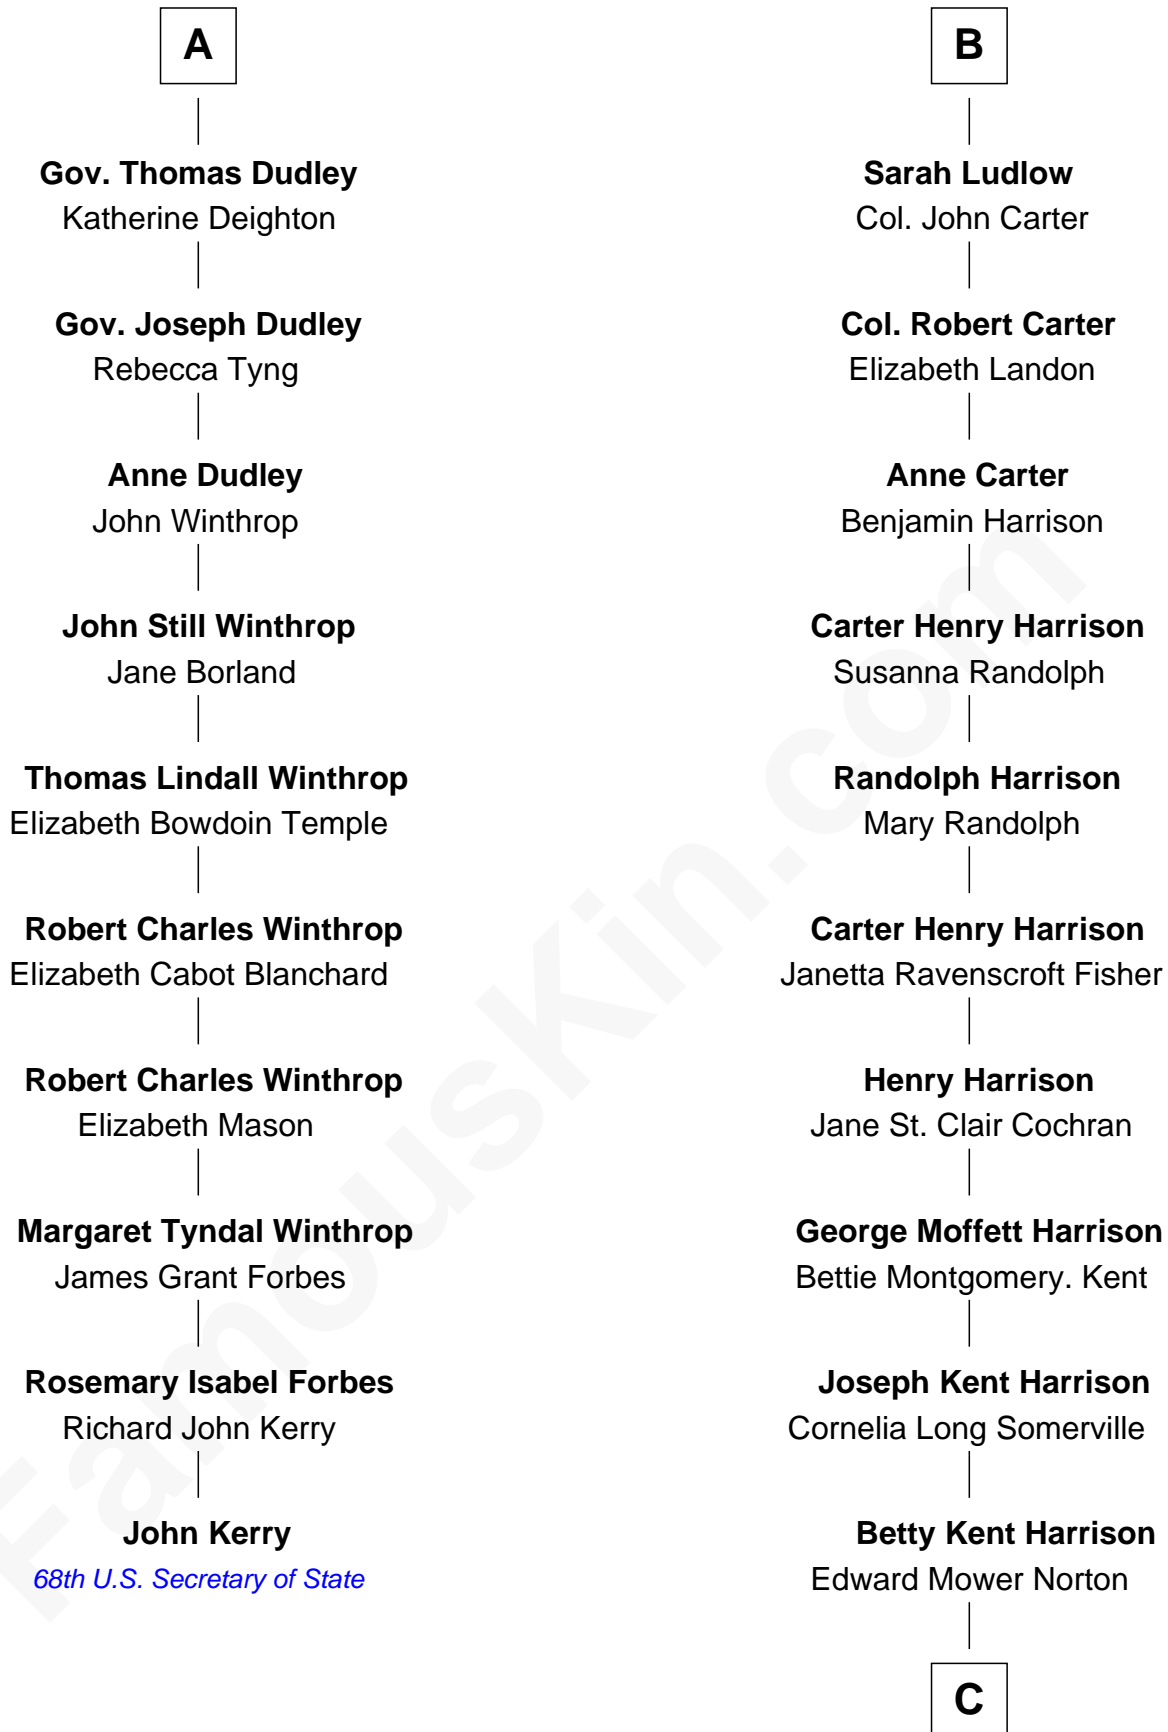 A
Gov. Thomas Dudley
Katherine Deighton
Gov. Joseph Dudley
Rebecca Tyng
Anne Dudley
John Winthrop
John Still Winthrop
Jane Borland
Thomas Lindall Winthrop
Elizabeth Bowdoin Temple
Robert Charles Winthrop
Elizabeth Cabot Blanchard
Robert Charles Winthrop
Elizabeth Mason
Margaret Tyndal Winthrop
James Grant Forbes
Rosemary Isabel Forbes
Richard John Kerry
John Kerry
68th U.S. Secretary of State
B
Sarah Ludlow
Col. John Carter
Col. Robert Carter
Elizabeth Landon
Anne Carter
Benjamin Harrison
Carter Henry Harrison
Susanna Randolph
Randolph Harrison
Mary Randolph
Carter Henry Harrison
Janetta Ravenscroft Fisher
Henry Harrison
Jane St. Clair Cochran
George Moffett Harrison
Bettie Montgomery. Kent
Joseph Kent Harrison
Cornelia Long Somerville
Betty Kent Harrison
Edward Mower Norton
C
FamousKin.com